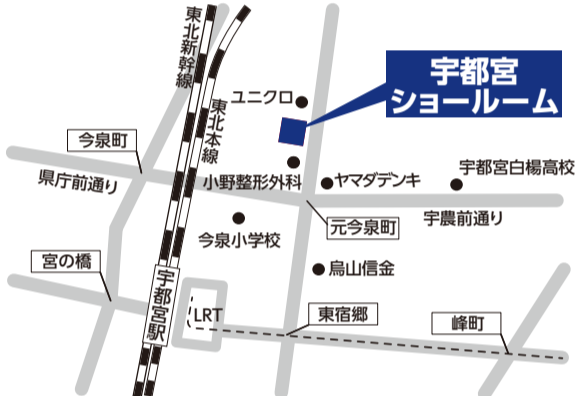 東北新幹線
東北本線
ユニクロ
宇都宮
ショールーム
今泉町
県庁前通り
小野整形外科
ヤマダデンキ
宇都宮白楊高校
今泉小学校
元今泉町
宇農前通り
宮の橋
烏山信金
宇都宮駅
LRT
東宿郷
峰町